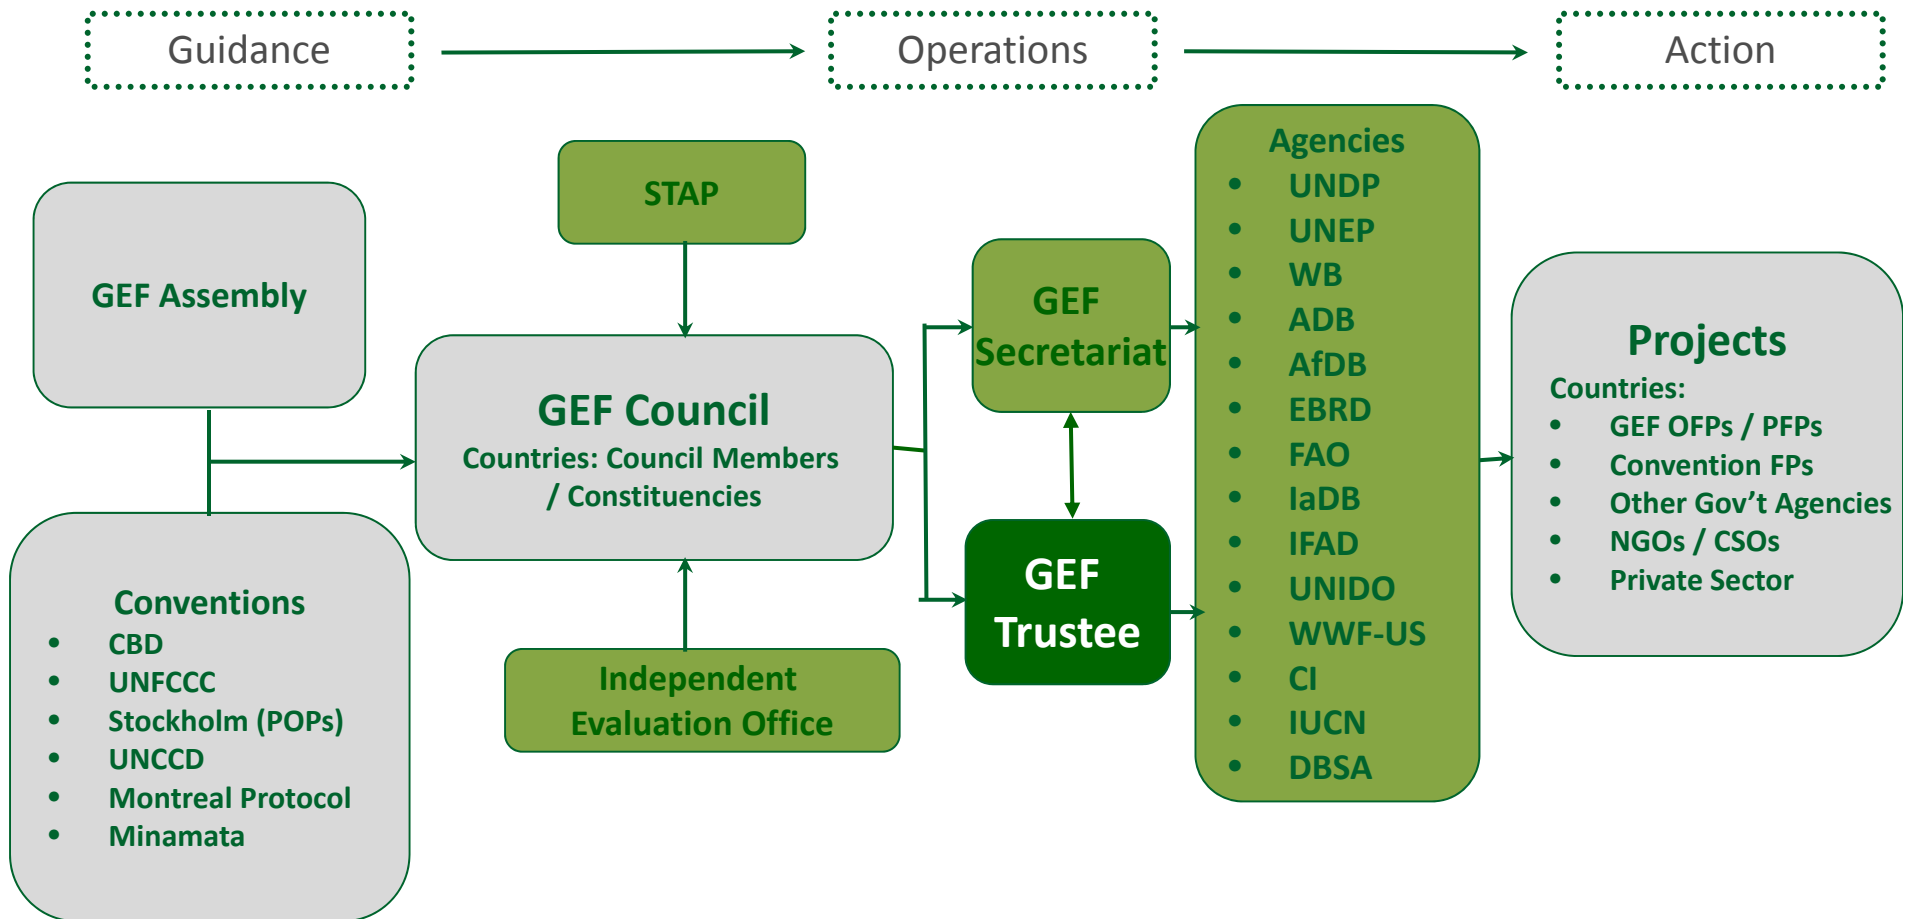 Guidance
Operations
Action
GEF Assembly
Conventions
• CBD
• UNFCCC
• Stockholm (POPs)
• UNCCD
• Montreal Protocol
• Minamata
STAP
GEF Council
Countries: Council Members
/ Constituencies
Independent
Evaluation Office
GEF
Secretariat
GEF
Trustee
Agencies
• UNDP
• UNEP
• WB
• ADB
• AfDB
• EBRD
• FAO
• IaDB
• IFAD
• UNIDO
• WWF-US
• CI
• IUCN
• DBSA
Projects
Countries:
• GEF OFPs / PFPs
• Convention FPs
• Other Gov’t Agencies
• NGOs / CSOs
• Private Sector